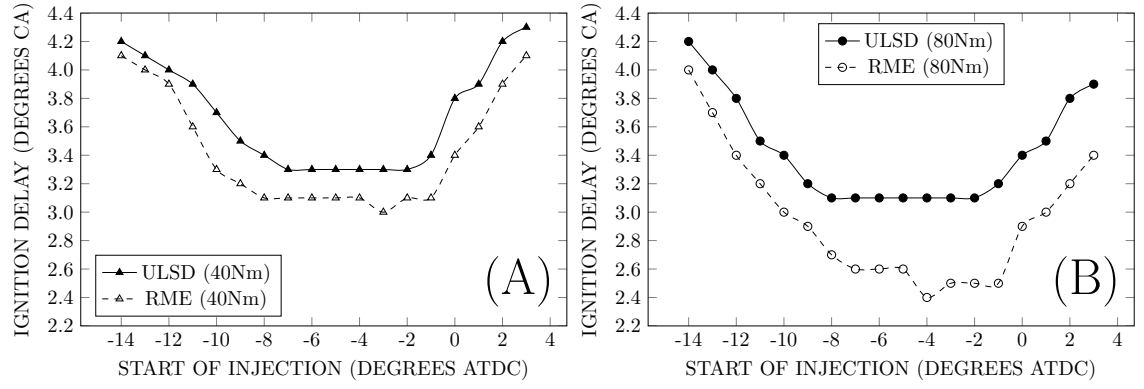 IGNITION DELAY (DEGREES CA)
4.4
4.2
4.0
3.8
3.6
3.4
3.2
3.0
2.8
2.6
2.4
2.2
ULSD (40Nm)
RME (40Nm)
(A)
-14 -12 -10 -8 -6 -4 -2 0 2 4
START OF INJECTION (DEGREES ATDC)
IGNITION DELAY (DEGREES CA)
4.4
4.2
4.0
3.8
3.6
3.4
3.2
3.0
2.8
2.6
2.4
2.2
ULSD (80Nm)
RME (80Nm)
(B)
-14 -12 -10 -8 -6 -4 -2 0 2 4
START OF INJECTION (DEGREES ATDC)